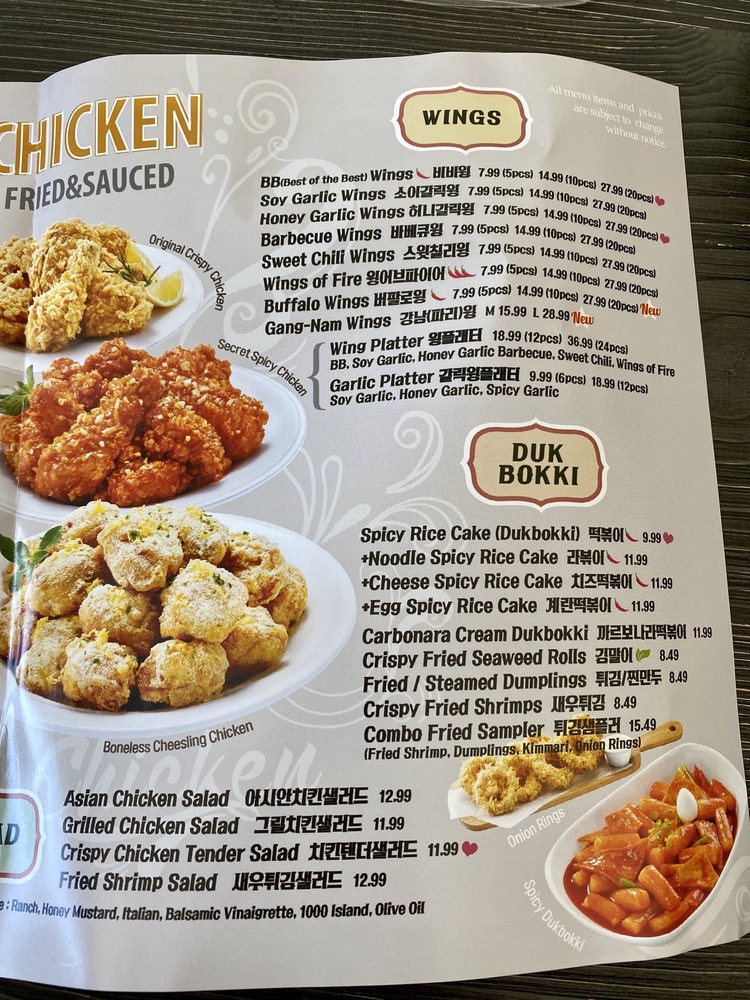 CHICKEN
FRIED&SAUCED
Original Crispy Chicken
Secret Spicy Chicken
Boneless Cheesling Chicken
All menu items and prices
are subject to change
without notice.
WINGS
BB(Best of the Best) Wings 비비윙 7.99 (5pcs) 14.99 (10pcs) 27.99 (20pcs)
Soy Garlic Wings 소이갈릭윙 7.99 (5pcs) 14.99 (10pcs) 27.99 (20pcs)
Honey Garlic Wings 허니갈릭윙 7.99 (5pcs) 14.99 (10pcs) 27.99 (20pcs)
Barbecue Wings 바베큐윙 7.99 (5pcs) 14.99 (10pcs) 27.99 (20pcs)
Sweet Chili Wings 스윗칠리윙 7.99 (5pcs) 14.99 (10pcs) 27.99 (20pcs)
Wings of Fire 윙어브파이어 7.99 (5pcs) 14.99 (10pcs) 27.99 (20pcs)
Buffalo Wings 버팔로윙 7.99 (5pcs) 14.99 (10pcs) 27.99 (20pcs) New
Gang-Nam Wings 강남(파리)윙 M 15.99 L 28.99 New
Wing Platter 윙플래터 18.99 (12pcs) 36.99 (24pcs)
BB, Soy Garlic, Honey Garlic Barbecue, Sweet Chili, Wings of Fire
Garlic Platter 갈릭윙플래터 9.99 (6pcs) 18.99 (12pcs)
Soy Garlic, Honey Garlic, Spicy Garlic
DUK
BOKKI
Spicy Rice Cake (Dukbokki) 떡볶이 9.99
+Noodle Spicy Rice Cake 라볶이 11.99
+Cheese Spicy Rice Cake 치즈떡볶이 11.99
+Egg Spicy Rice Cake 계란떡볶이 11.99
Carbonara Cream Dukbokki 까르보나라떡볶이 11.99
Crispy Fried Seaweed Rolls 김말이 8.49
Fried / Steamed Dumplings 튀김/찐만두 8.49
Crispy Fried Shrimps 새우튀김 8.49
Combo Fried Sampler 튀김샘플러 15.49
(Fried Shrimp, Dumplings, Kimmari, Onion Rings)
Onion Rings
Spicy Dukbokki
Chicken
AD
Asian Chicken Salad 아시안치킨샐러드 12.99
Grilled Chicken Salad 그릴치킨샐러드 11.99
Crispy Chicken Tender Salad 치킨텐더샐러드 11.99
Fried Shrimp Salad 새우튀김샐러드 12.99
e : Ranch, Honey Mustard, Italian, Balsamic Vinaigrette, 1000 Island, Olive Oil